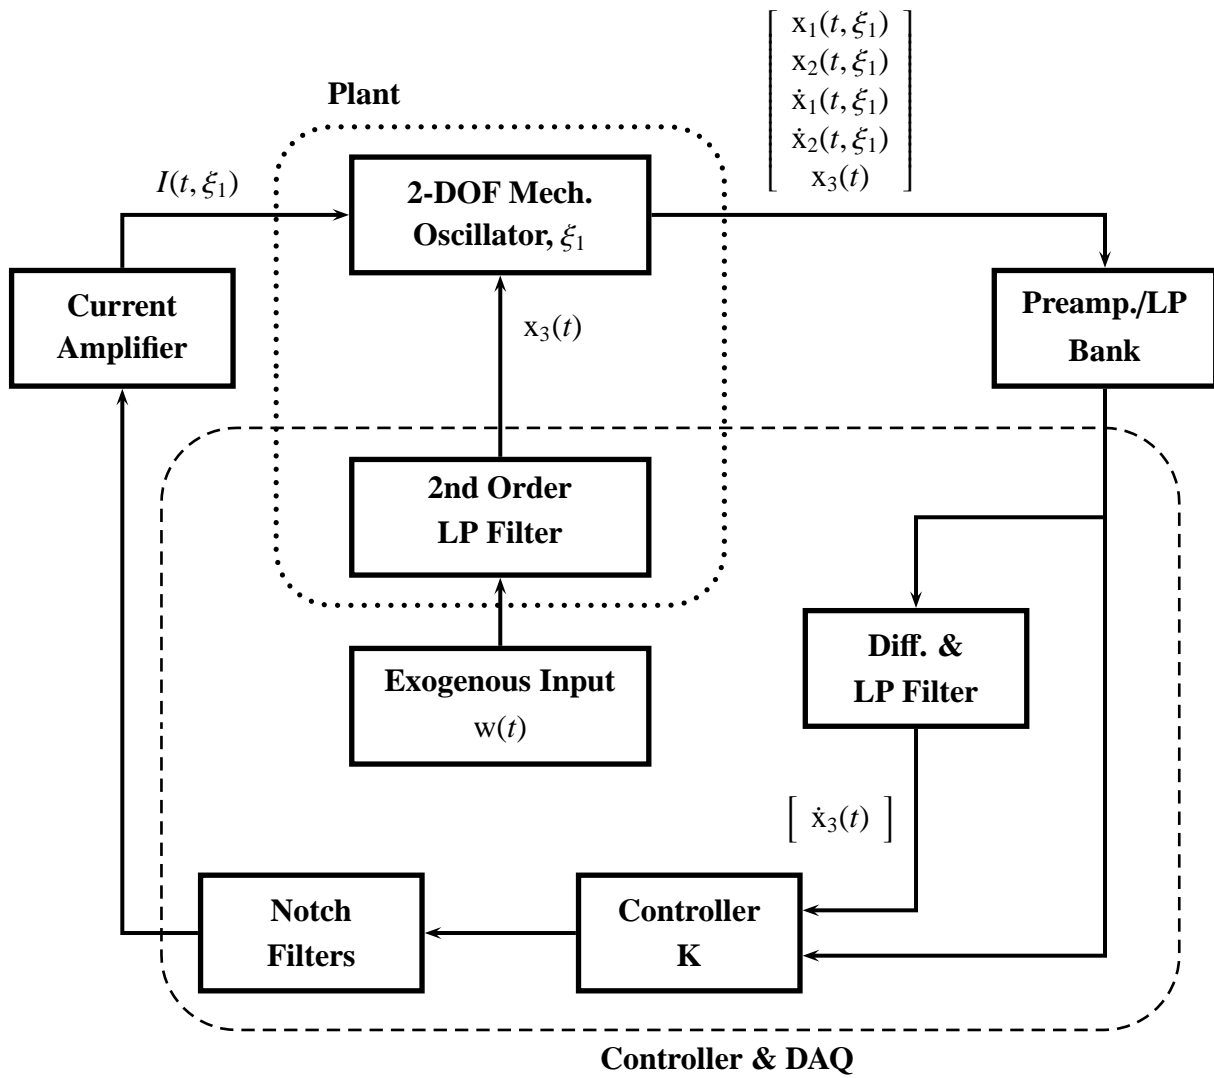 x₁(t, ξ₁)
x₂(t, ξ₁)
ẋ₁(t, ξ₁)
ẋ₂(t, ξ₁)
x₃(t)
Plant
I(t, ξ₁)
2-DOF Mech.
Oscillator, ξ₁
Current
Amplifier
x₃(t)
Preamp./LP
Bank
2nd Order
LP Filter
Exogenous Input
w(t)
Diff. &
LP Filter
[ ẋ₃(t) ]
Notch
Filters
Controller
K
Controller & DAQ